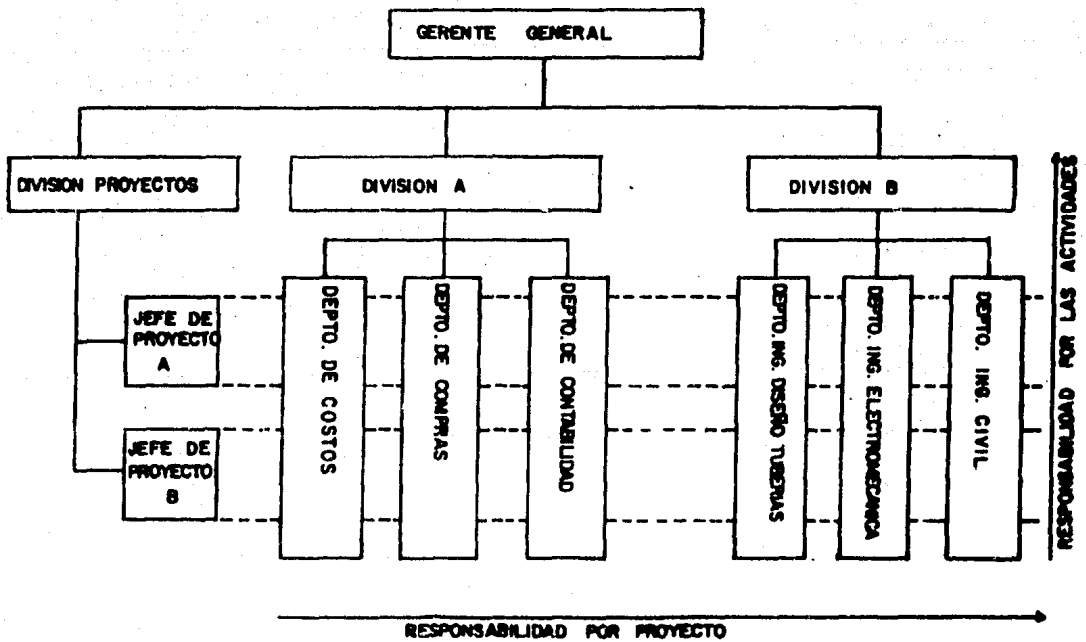 GERENTE GENERAL
DIVISION PROYECTOS
DIVISION A
DIVISION B
JEFE DE
PROYECTO
A
JEFE DE
PROYECTO
B
DEPTO. DE COSTOS
DEPTO. DE COMPRAS
DEPTO. DE CONTABILIDAD
DEPTO. ING. DISEÑO TUBERIAS
DEPTO. ING. ELECTROMECANICA
DEPTO. ING. CIVIL
RESPONSABILIDAD POR LAS ACTIVIDADES
RESPONSABILIDAD POR PROYECTO